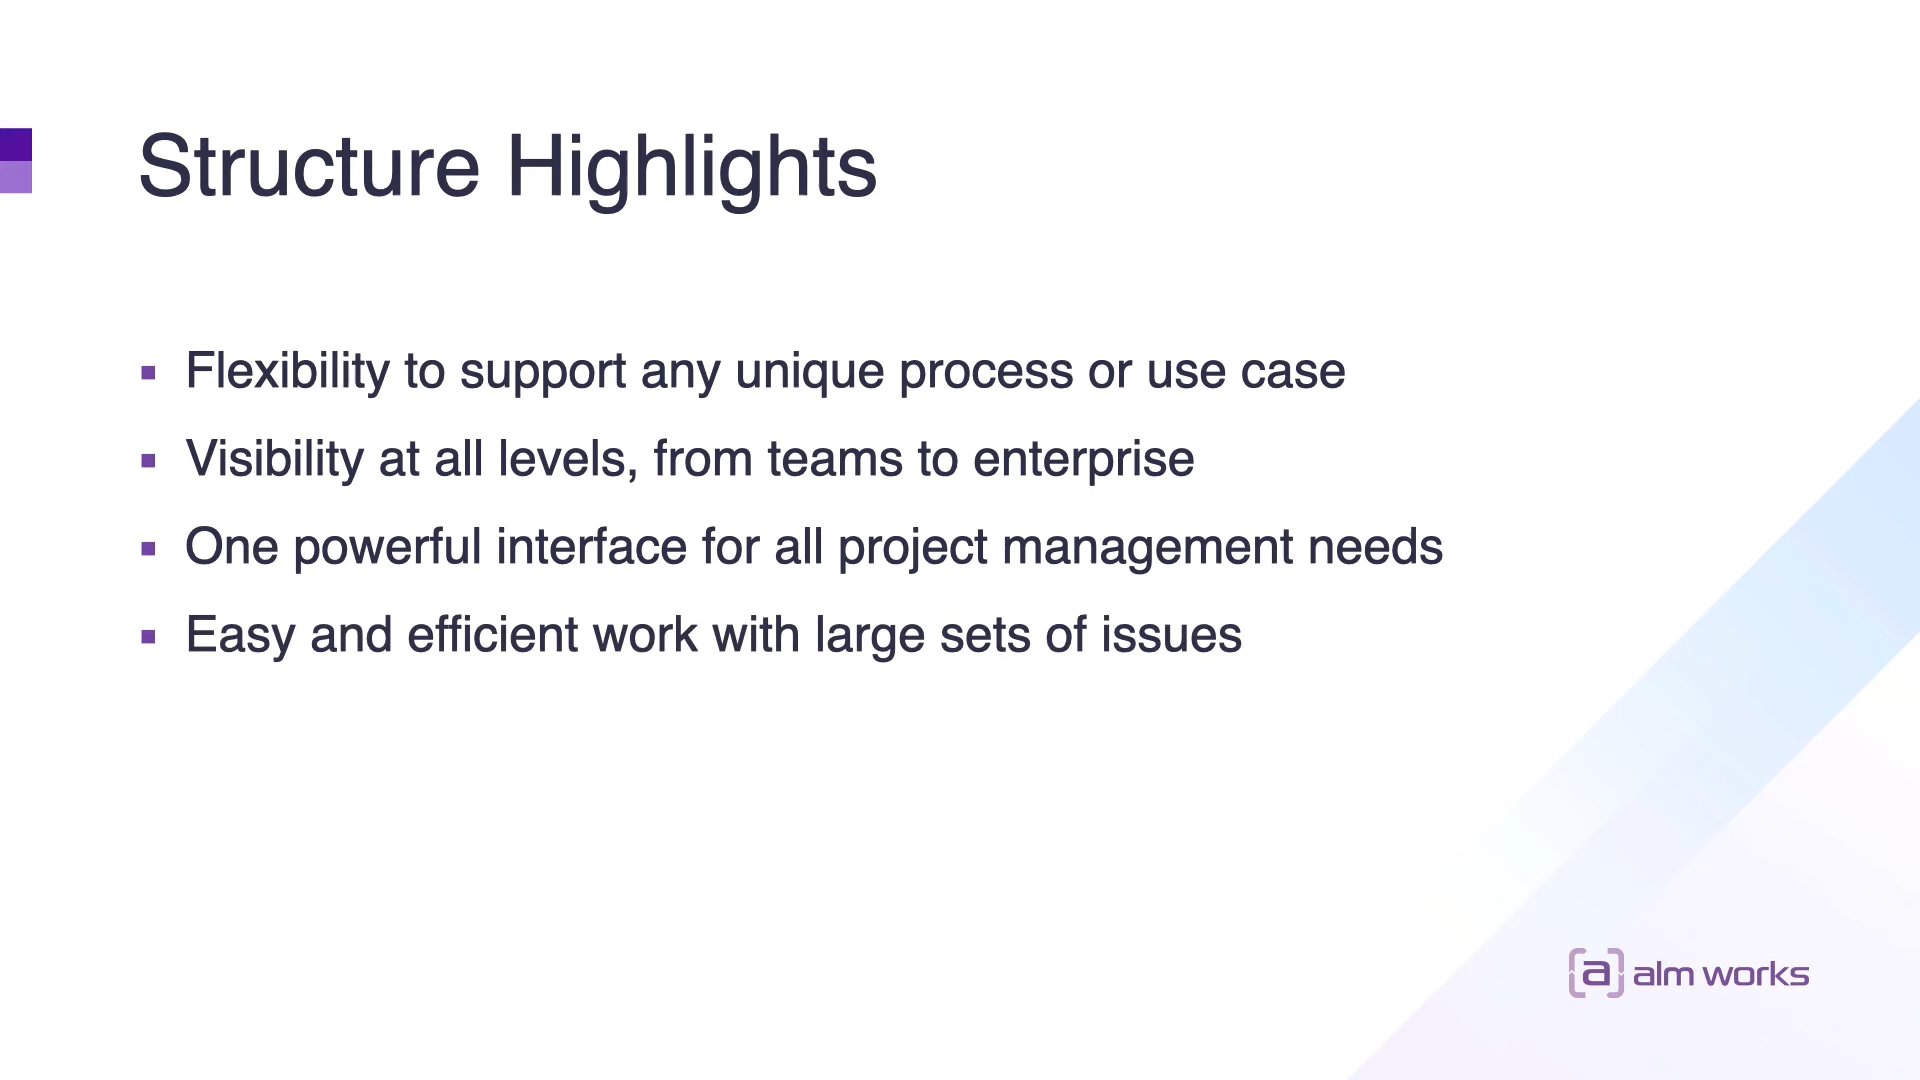 Structure Highlights
Flexibility to support any unique process or use case
Visibility at all levels, from teams to enterprise
One powerful interface for all project management needs
Easy and efficient work with large sets of issues
[a] alm works